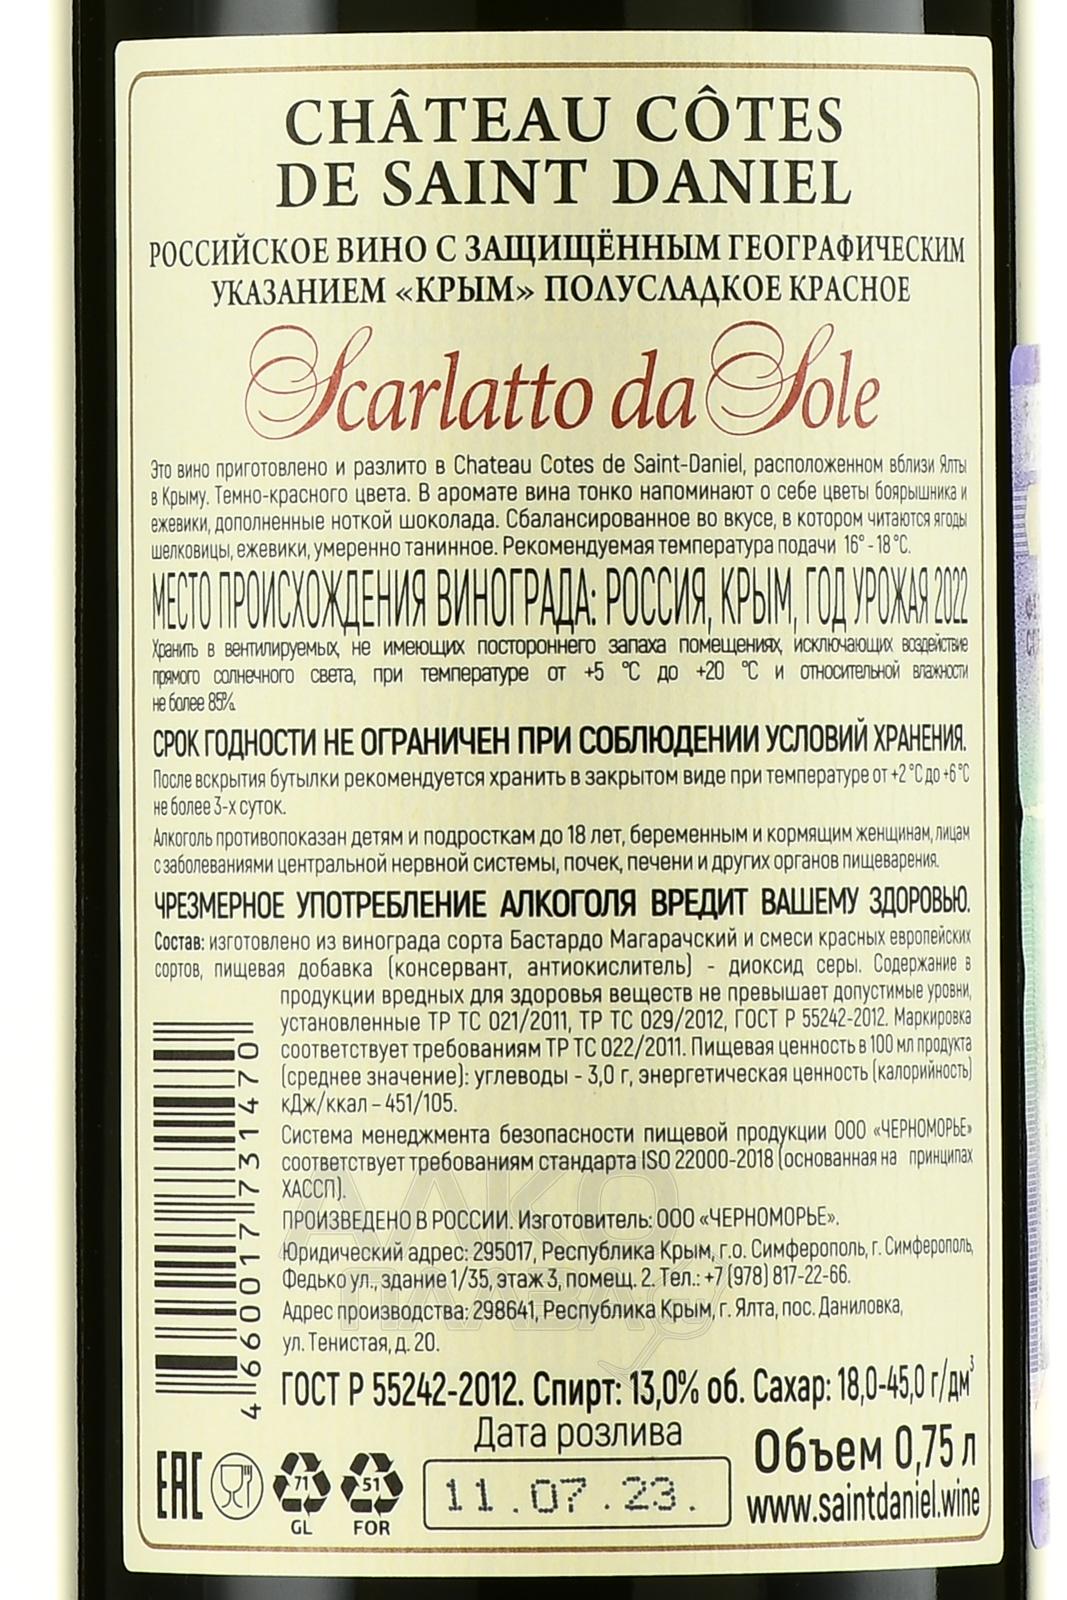 CHÂTEAU CÔTES
DE SAINT DANIEL
РОССИЙСКОЕ ВИНО С ЗАЩИЩЁННЫМ ГЕОГРАФИЧЕСКИМ
УКАЗАНИЕМ «КРЫМ» ПОЛУСЛАДКОЕ КРАСНОЕ
Scarlatto da Sole
Это вино приготовлено и разлито в Chateau Cotes de Saint-Daniel, расположенном вблизи Ялты
в Крыму. Темно-красного цвета. В аромате вина тонко напоминают о себе цветы боярышника и
ежевики, дополненные ноткой шоколада. Сбалансированное во вкусе, в котором читаются ягоды
шелковицы, ежевики, умеренно танинное. Рекомендуемая температура подачи 16° - 18 °С.
МЕСТО ПРОИСХОЖДЕНИЯ ВИНОГРАДА: РОССИЯ, КРЫМ, ГОД УРОЖАЯ 2022
Хранить в вентилируемых, не имеющих постороннего запаха помещениях, исключающих воздействие
прямого солнечного света, при температуре от +5 °С до +20 °С и относительной влажности
не более 85%.
СРОК ГОДНОСТИ НЕ ОГРАНИЧЕН ПРИ СОБЛЮДЕНИИ УСЛОВИЙ ХРАНЕНИЯ.
После вскрытия бутылки рекомендуется хранить в закрытом виде при температуре от +2 °С до +6 °С
не более 3-х суток.
Алкоголь противопоказан детям и подросткам до 18 лет, беременным и кормящим женщинам, лицам
с заболеваниями центральной нервной системы, почек, печени и других органов пищеварения.
ЧРЕЗМЕРНОЕ УПОТРЕБЛЕНИЕ АЛКОГОЛЯ ВРЕДИТ ВАШЕМУ ЗДОРОВЬЮ.
Состав: изготовлено из винограда сорта Бастардо Магарачский и смеси красных европейских
сортов, пищевая добавка (консервант, антиокислитель) - диоксид серы. Содержание в
продукции вредных для здоровья веществ не превышает допустимые уровни,
установленные ТР ТС 021/2011, ТР ТС 029/2012, ГОСТ Р 55242-2012. Маркировка
соответствует требованиям ТР ТС 022/2011. Пищевая ценность в 100 мл продукта
(среднее значение): углеводы - 3,0 г, энергетическая ценность (калорийность)
кДж/ккал – 451/105.
Система менеджмента безопасности пищевой продукции ООО «ЧЕРНОМОРЬЕ»
соответствует требованиям стандарта ISO 22000-2018 (основанная на принципах
ХАССП).
ПРОИЗВЕДЕНО В РОССИИ. Изготовитель: ООО «ЧЕРНОМОРЬЕ».
Юридический адрес: 295017, Республика Крым, г.о. Симферополь, г. Симферополь,
Федько ул., здание 1/35, этаж 3, помещ. 2. Тел.: +7 (978) 817-22-66.
Адрес производства: 298641, Республика Крым, г. Ялта, пос. Даниловка,
ул. Тенистая, д. 20.
4 660017 731470
ГОСТ Р 55242-2012. Спирт: 13,0% об. Сахар: 18,0-45,0 г/дм³
Дата розлива
11.07.23.
Объем 0,75 л
www.saintdaniel.wine
EAC
71
GL
51
FOR